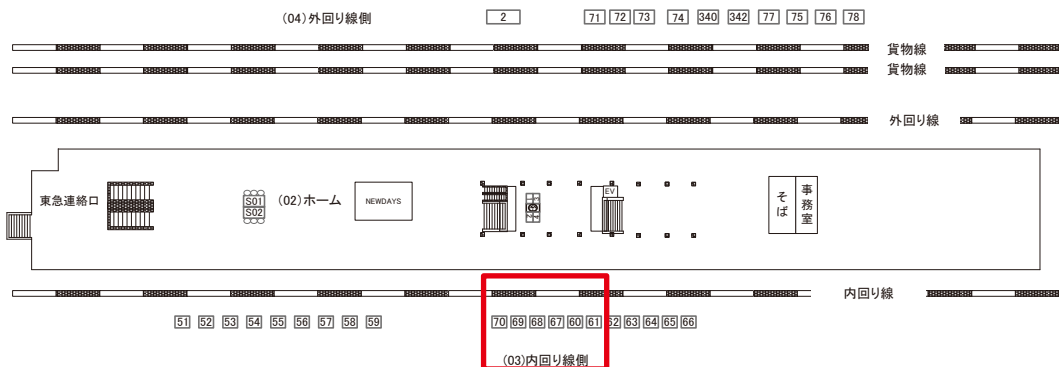 (04)外回り線側
2 71 72 73 74 340 342 77 75 76 78
貨物線
貨物線
外回り線
東急連絡口
S01
S02
(02)ホーム
NEWDAYS
EV
そば
事務室
内回り線
51 52 53 54 55 56 57 58 59 70 69 68 67 60 61 62 63 64 65 66
(03)内回り線側